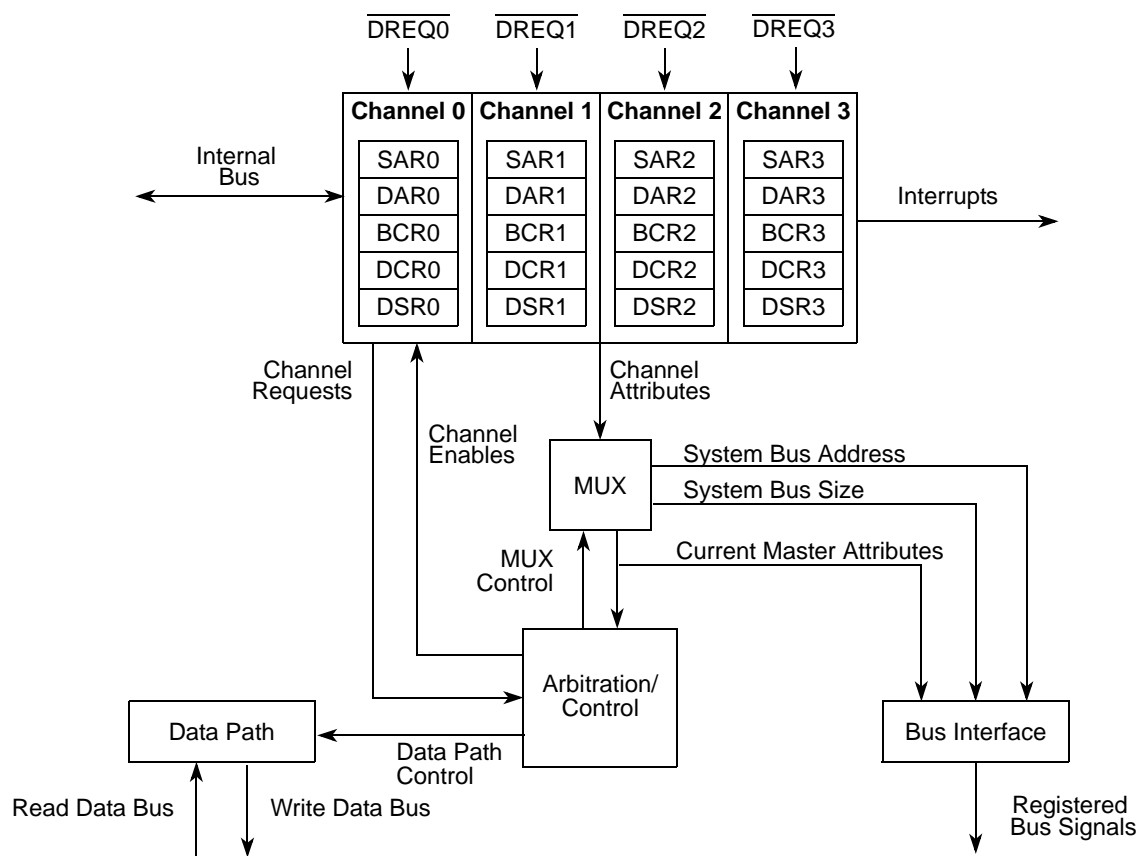 DREQ0 DREQ1 DREQ2 DREQ3
Channel 0 Channel 1 Channel 2 Channel 3
SAR0 SAR1 SAR2 SAR3
DAR0 DAR1 DAR2 DAR3
BCR0 BCR1 BCR2 BCR3
DCR0 DCR1 DCR2 DCR3
DSR0 DSR1 DSR2 DSR3
Internal
Bus
Interrupts
Channel
Requests
Channel
Enables
Channel
Attributes
MUX
System Bus Address
System Bus Size
Current Master Attributes
MUX
Control
Arbitration/
Control
Data Path
Data Path
Control
Bus Interface
Read Data Bus
Write Data Bus
Registered
Bus Signals